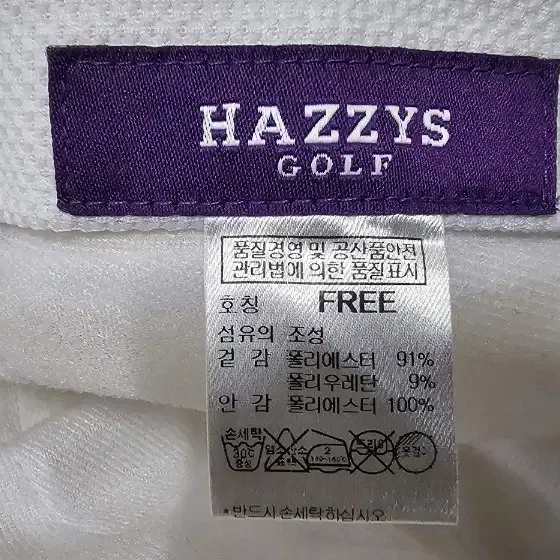 HAZZYS
GOLF
품질경영 및 공산품안전
관리법에 의한 품질표시
호칭 FREE
섬유의 조성
겉 감 폴리에스터 91%
폴리우레탄 9%
안 감 폴리에스터 100%
손세탁
30℃
2
드라이
*반드시손세탁하십시오